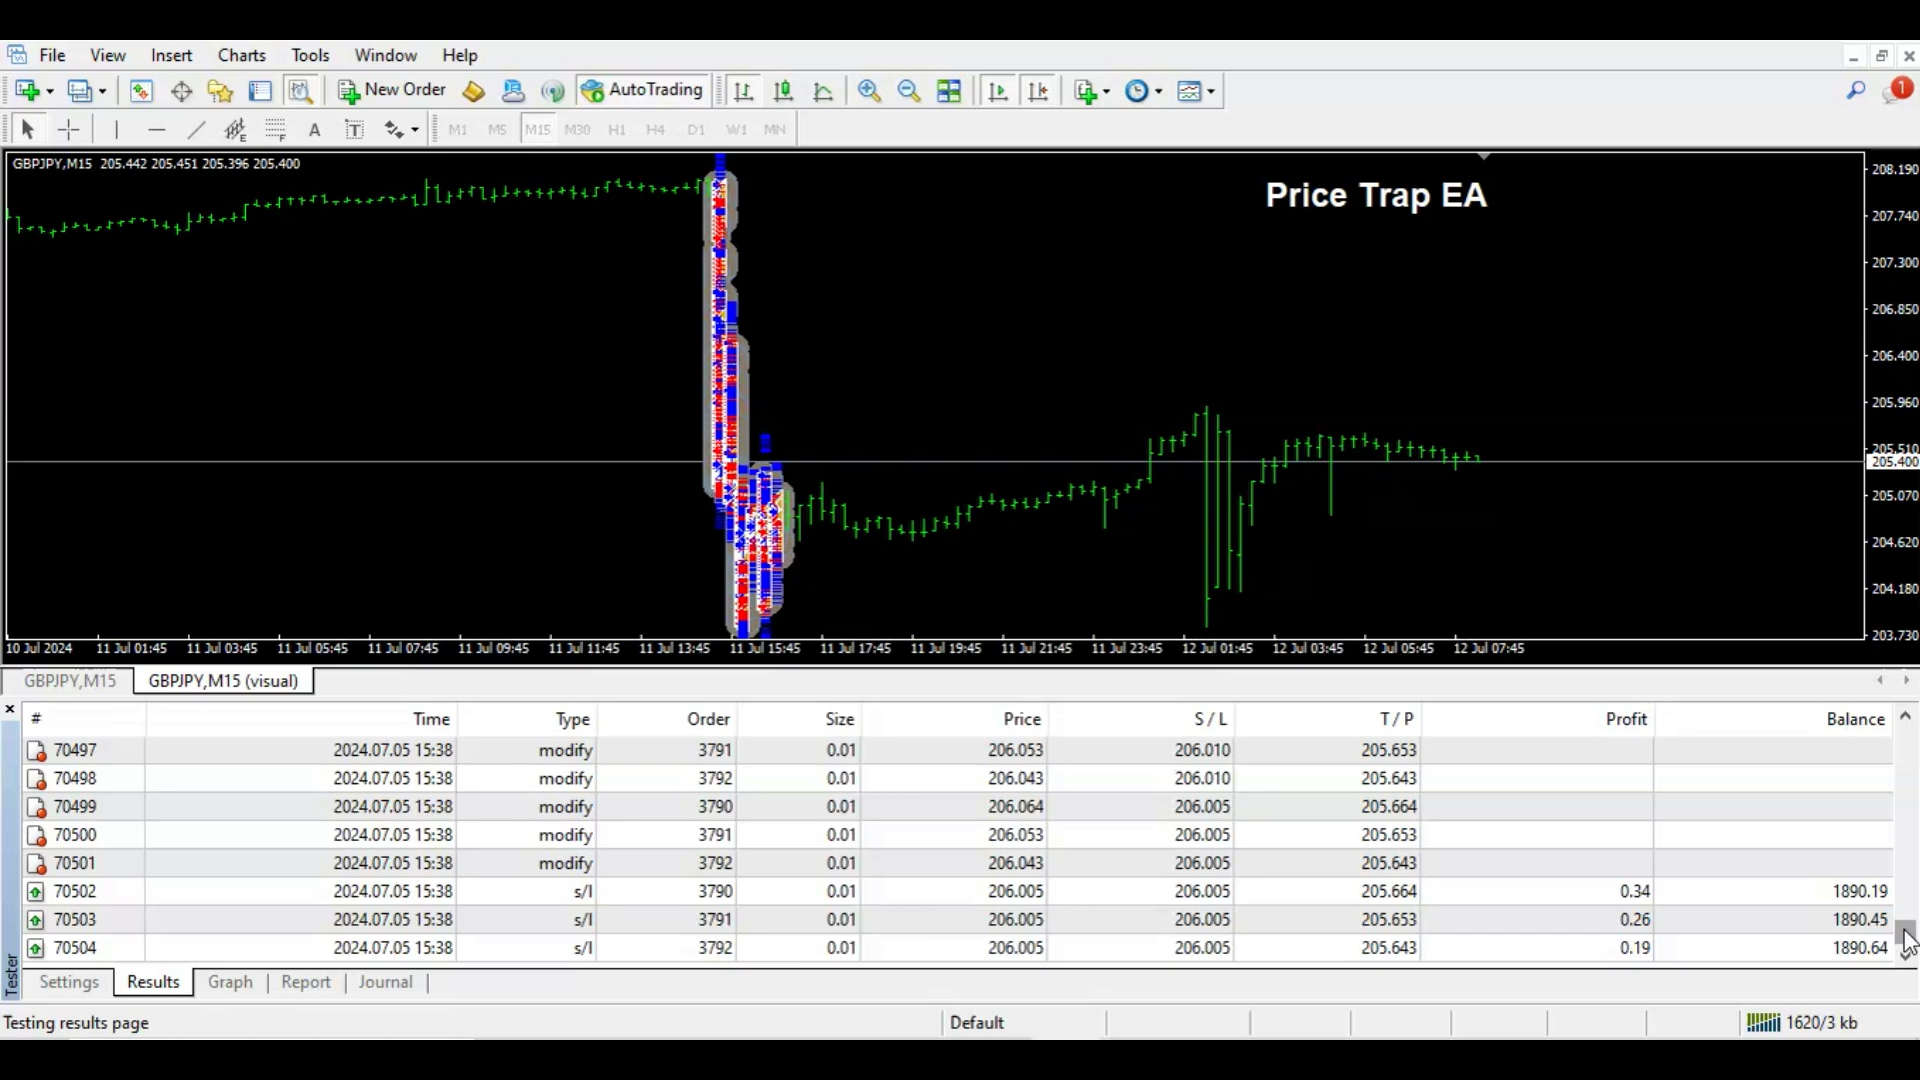 File View Insert Charts Tools Window Help
New Order AutoTrading 1
E F A T M1 M5 M15 M30 H1 H4 D1 W1 MN
GBPJPY,M15 205.442 205.451 205.396 205.400
Price Trap EA
208.190
207.740
207.300
206.850
206.400
205.960
205.510
205.400
205.070
204.620
204.180
203.730
10 Jul 2024 11 Jul 01:45 11 Jul 03:45 11 Jul 05:45 11 Jul 07:45 11 Jul 09:45 11 Jul 11:45 11 Jul 13:45 11 Jul 15:45 11 Jul 17:45 11 Jul 19:45 11 Jul 21:45 11 Jul 23:45 12 Jul 01:45 12 Jul 03:45 12 Jul 05:45 12 Jul 07:45
GBPJPY,M15 GBPJPY,M15 (visual)
# Time Type Order Size Price S / L T / P Profit Balance
70497 2024.07.05 15:38 modify 3791 0.01 206.053 206.010 205.653
70498 2024.07.05 15:38 modify 3792 0.01 206.043 206.010 205.643
70499 2024.07.05 15:38 modify 3790 0.01 206.064 206.005 205.664
70500 2024.07.05 15:38 modify 3791 0.01 206.053 206.005 205.653
70501 2024.07.05 15:38 modify 3792 0.01 206.043 206.005 205.643
70502 2024.07.05 15:38 s/l 3790 0.01 206.005 206.005 205.664 0.34 1890.19
70503 2024.07.05 15:38 s/l 3791 0.01 206.005 206.005 205.653 0.26 1890.45
70504 2024.07.05 15:38 s/l 3792 0.01 206.005 206.005 205.643 0.19 1890.64
Tester
Settings Results Graph Report Journal
Testing results page Default 1620/3 kb